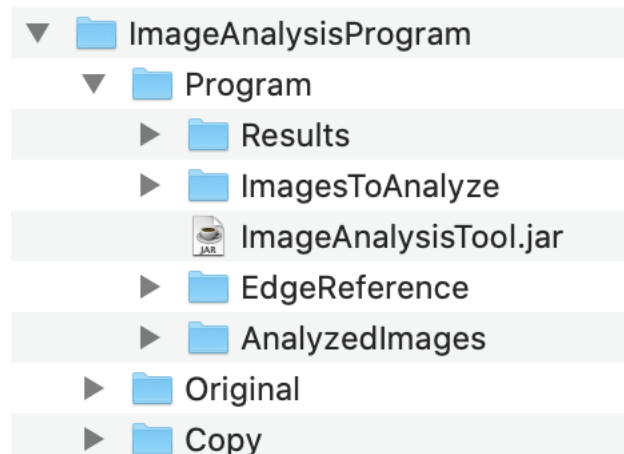 ImageAnalysisProgram
Program
Results
ImagesToAnalyze
JAR
ImageAnalysisTool.jar
EdgeReference
AnalyzedImages
Original
Copy